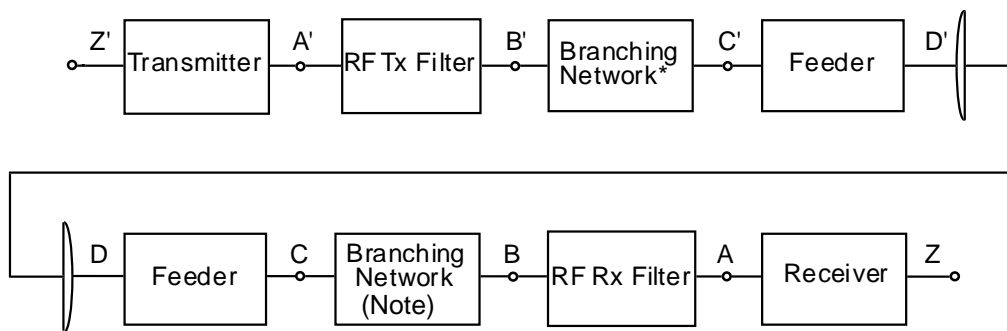 Z' Transmitter A' RF Tx Filter B' Branching Network* C' Feeder D'
D Feeder C Branching Network (Note) B RF Rx Filter A Receiver Z